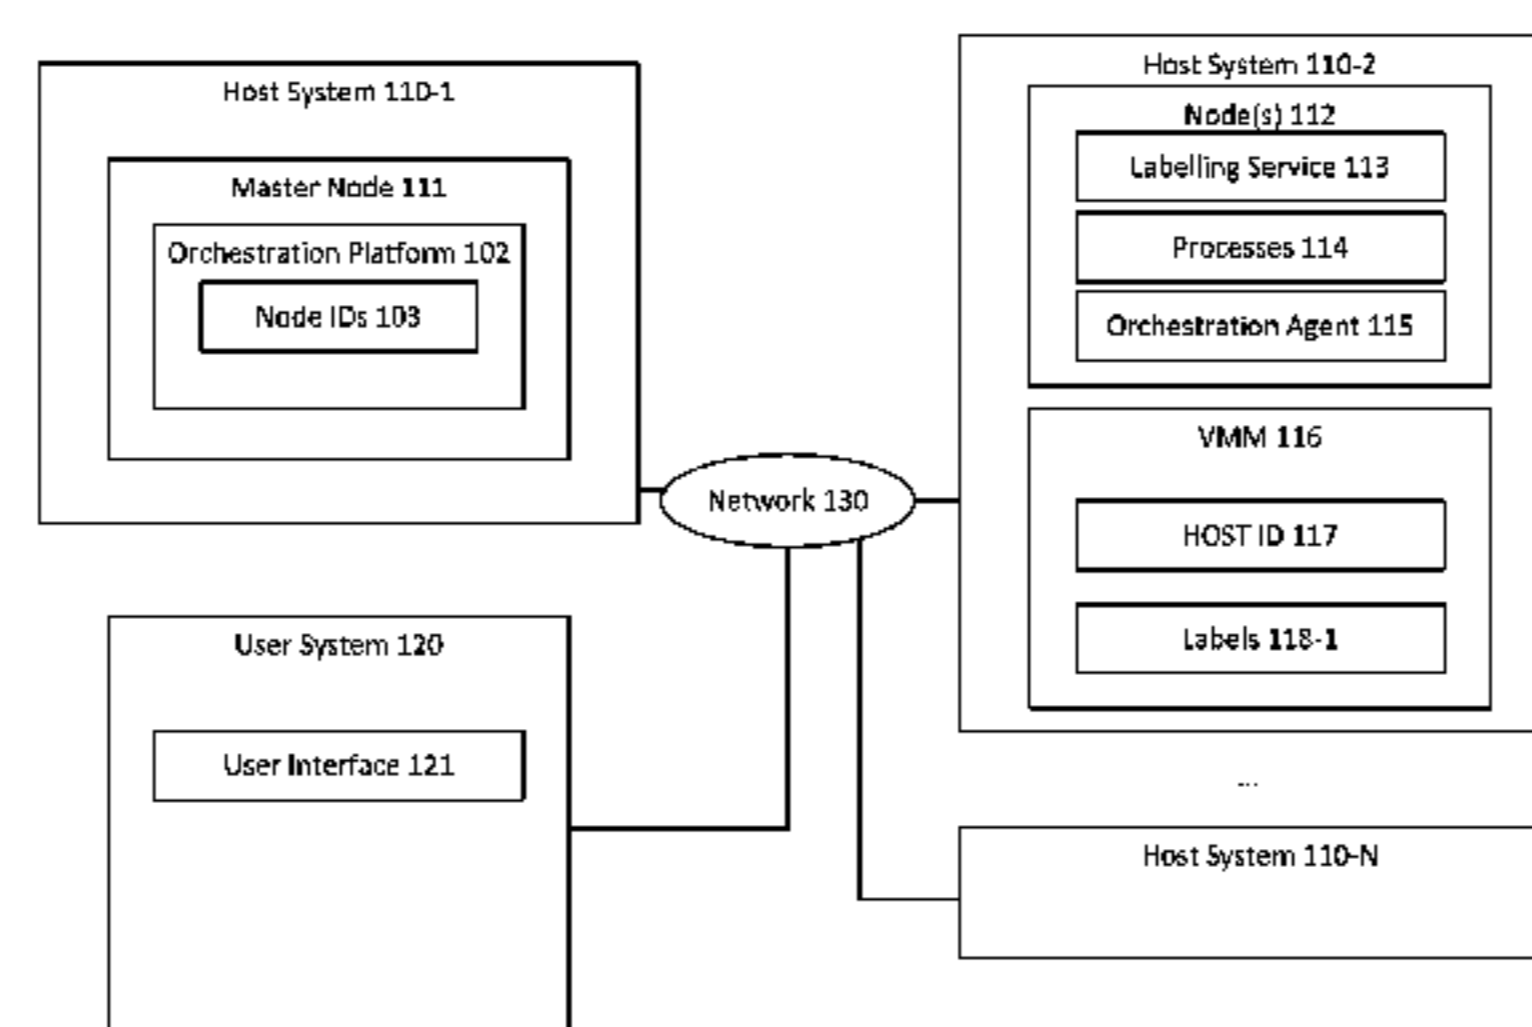 Host System 110-1
Master Node 111
Orchestration Platform 102
Node IDs 103
Host System 110-2
Node(s) 112
Labelling Service 113
Processes 114
Orchestration Agent 115
VMM 116
HOST ID 117
Labels 118-1
Network 130
User System 120
User Interface 121
...
Host System 110-N